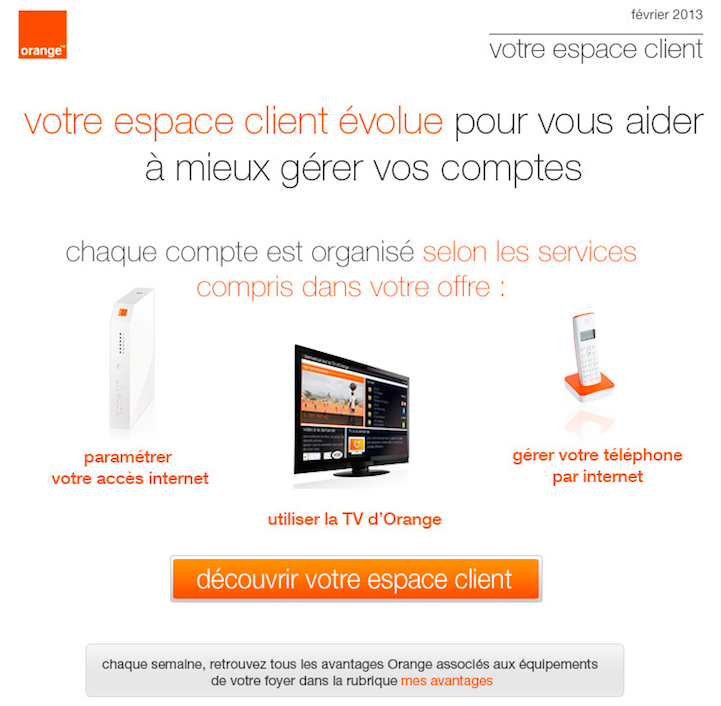 orange™
février 2013
votre espace client
votre espace client évolue pour vous aider
à mieux gérer vos comptes
chaque compte est organisé selon les services
compris dans votre offre :
paramétrer
votre accès internet
utiliser la TV d'Orange
gérer votre téléphone
par internet
découvrir votre espace client
chaque semaine, retrouvez tous les avantages Orange associés aux équipements
de votre foyer dans la rubrique mes avantages